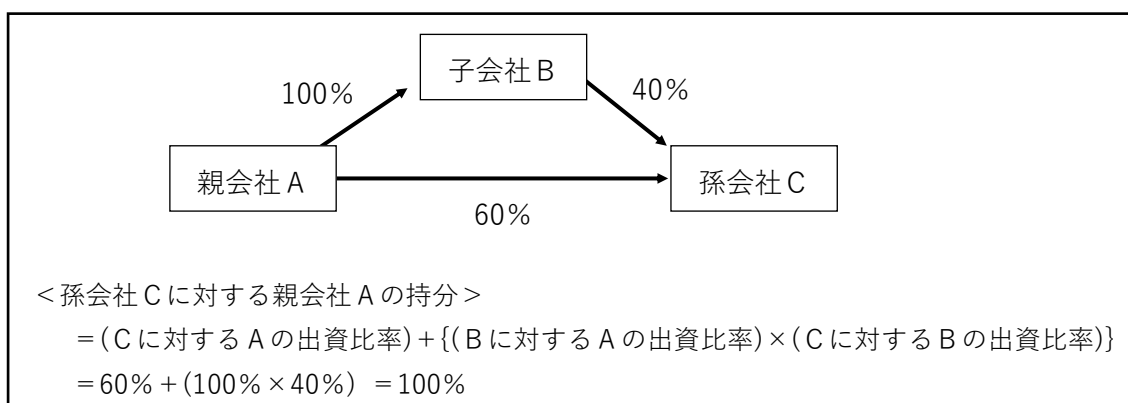 子会社B
100%
40%
親会社A
孫会社C
60%
<孫会社Cに対する親会社Aの持分>
=(Cに対するAの出資比率)+{(Bに対するAの出資比率)×(Cに対するBの出資比率)}
=60%+(100%×40%) =100%